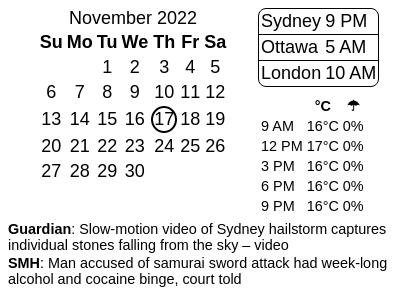 November 2022
Su Mo Tu We Th Fr Sa
1 2 3 4 5
6 7 8 9 10 11 12
13 14 15 16 17 18 19
20 21 22 23 24 25 26
27 28 29 30
Sydney 9 PM
Ottawa 5 AM
London 10 AM
°C ☂
9 AM 16°C 0%
12 PM 17°C 0%
3 PM 16°C 0%
6 PM 16°C 0%
9 PM 16°C 0%
Guardian: Slow-motion video of Sydney hailstorm captures
individual stones falling from the sky – video
SMH: Man accused of samurai sword attack had week-long
alcohol and cocaine binge, court told